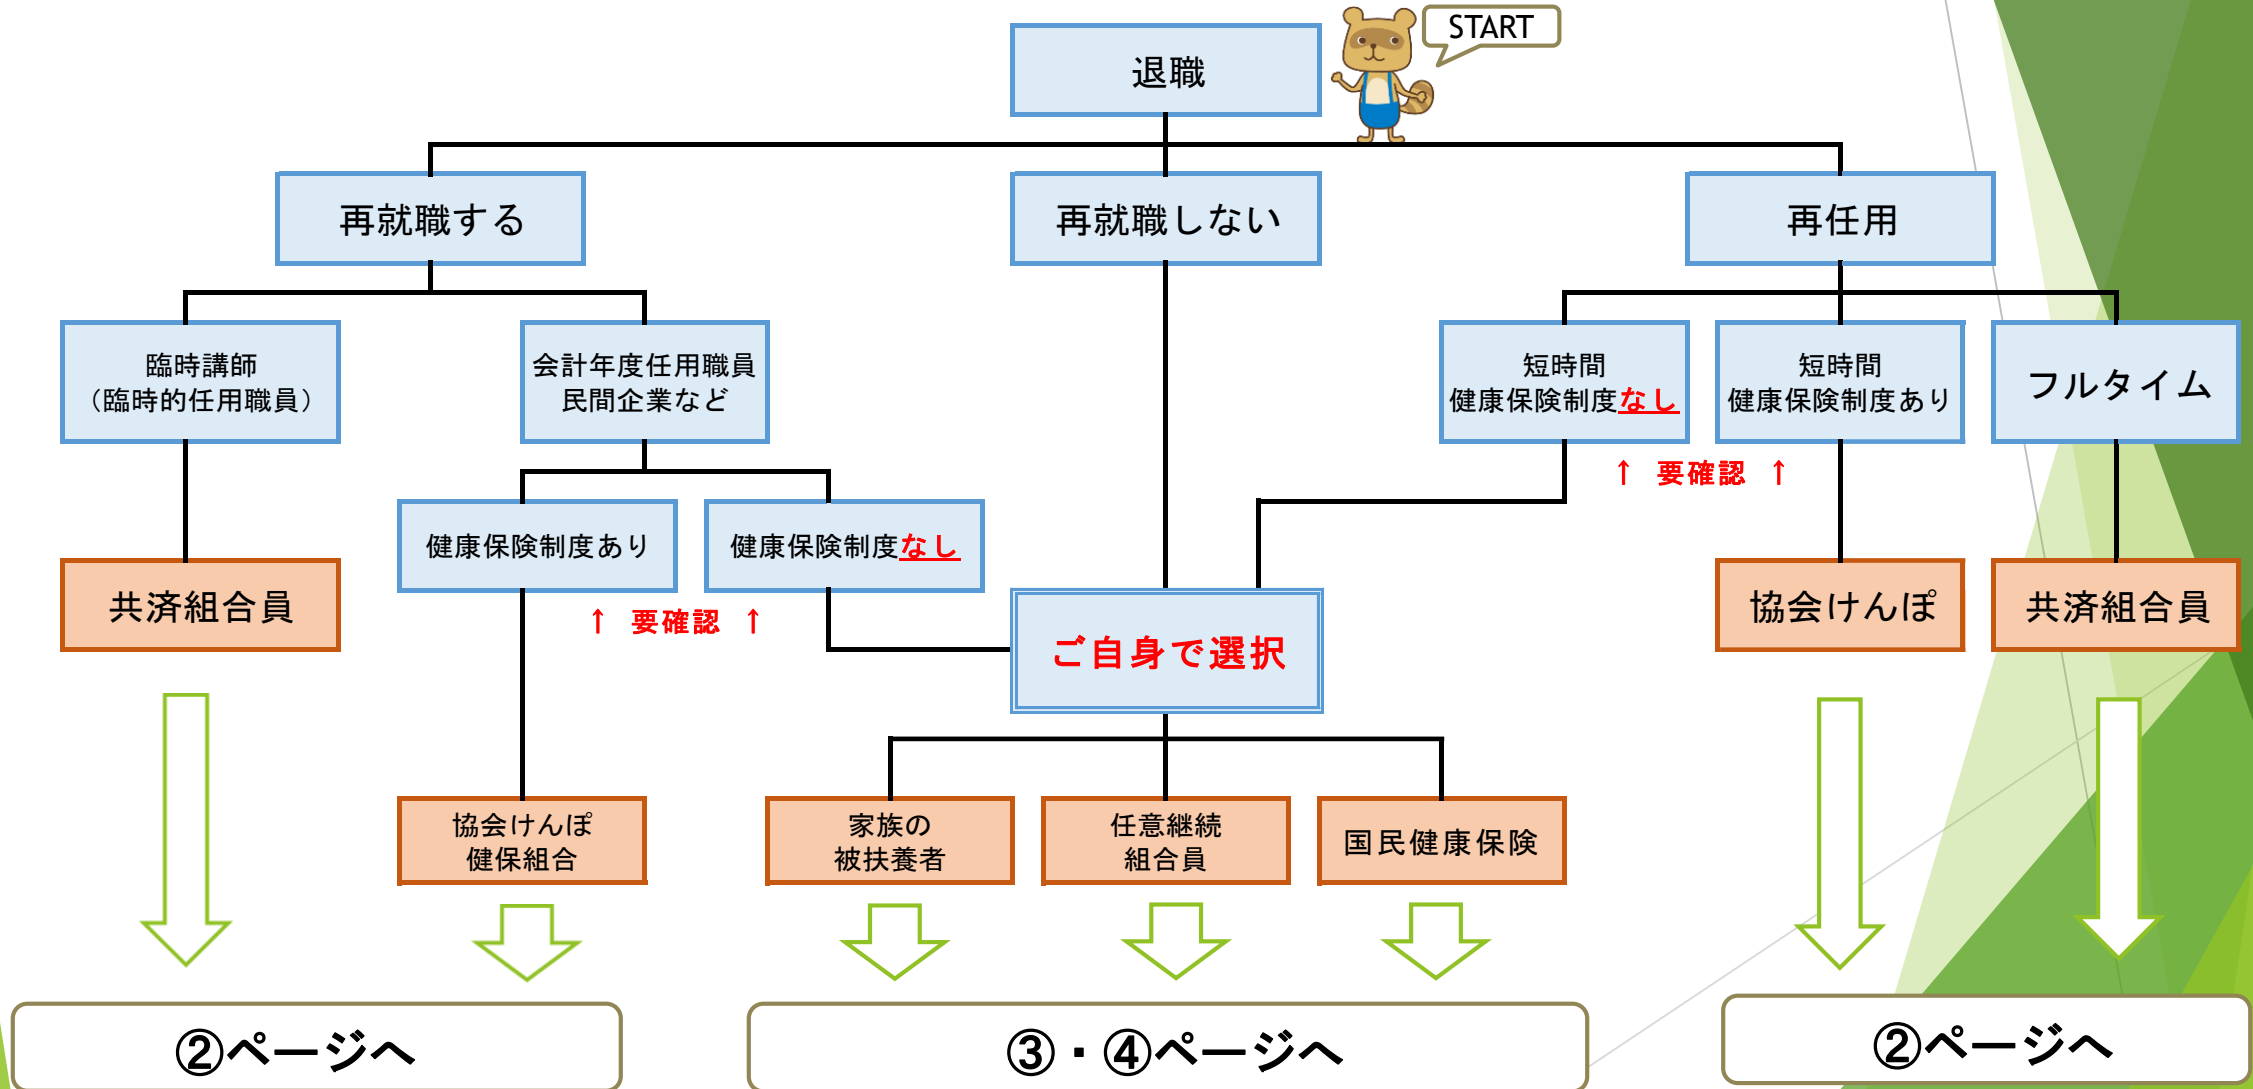 START
退職
再就職する
再就職しない
再任用
臨時講師
（臨時的任用職員）
会計年度任用職員
民間企業など
短時間
健康保険制度なし
短時間
健康保険制度あり
フルタイム
↑ 要確認 ↑
健康保険制度あり
健康保険制度なし
↑ 要確認 ↑
共済組合員
ご自身で選択
協会けんぽ
共済組合員
協会けんぽ
健保組合
家族の
被扶養者
任意継続
組合員
国民健康保険
②ページへ
③・④ページへ
②ページへ